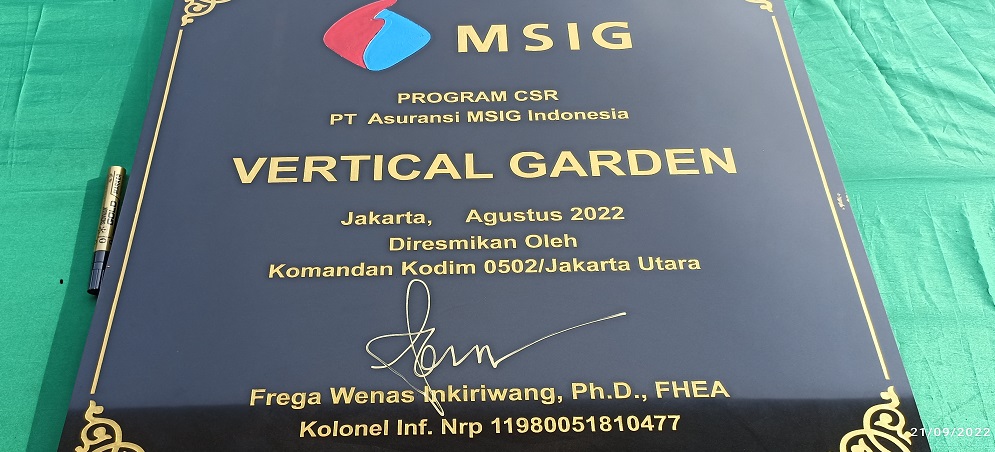 MSIG
PROGRAM CSR
PT Asuransi MSIG Indonesia
VERTICAL GARDEN
Jakarta, Agustus 2022
Diresmikan Oleh
Komandan Kodim 0502/Jakarta Utara
Frega Wenas Inkiriwang, Ph.D., FHEA
Kolonel Inf. Nrp 11980051810477
GOLD
21/09/2022